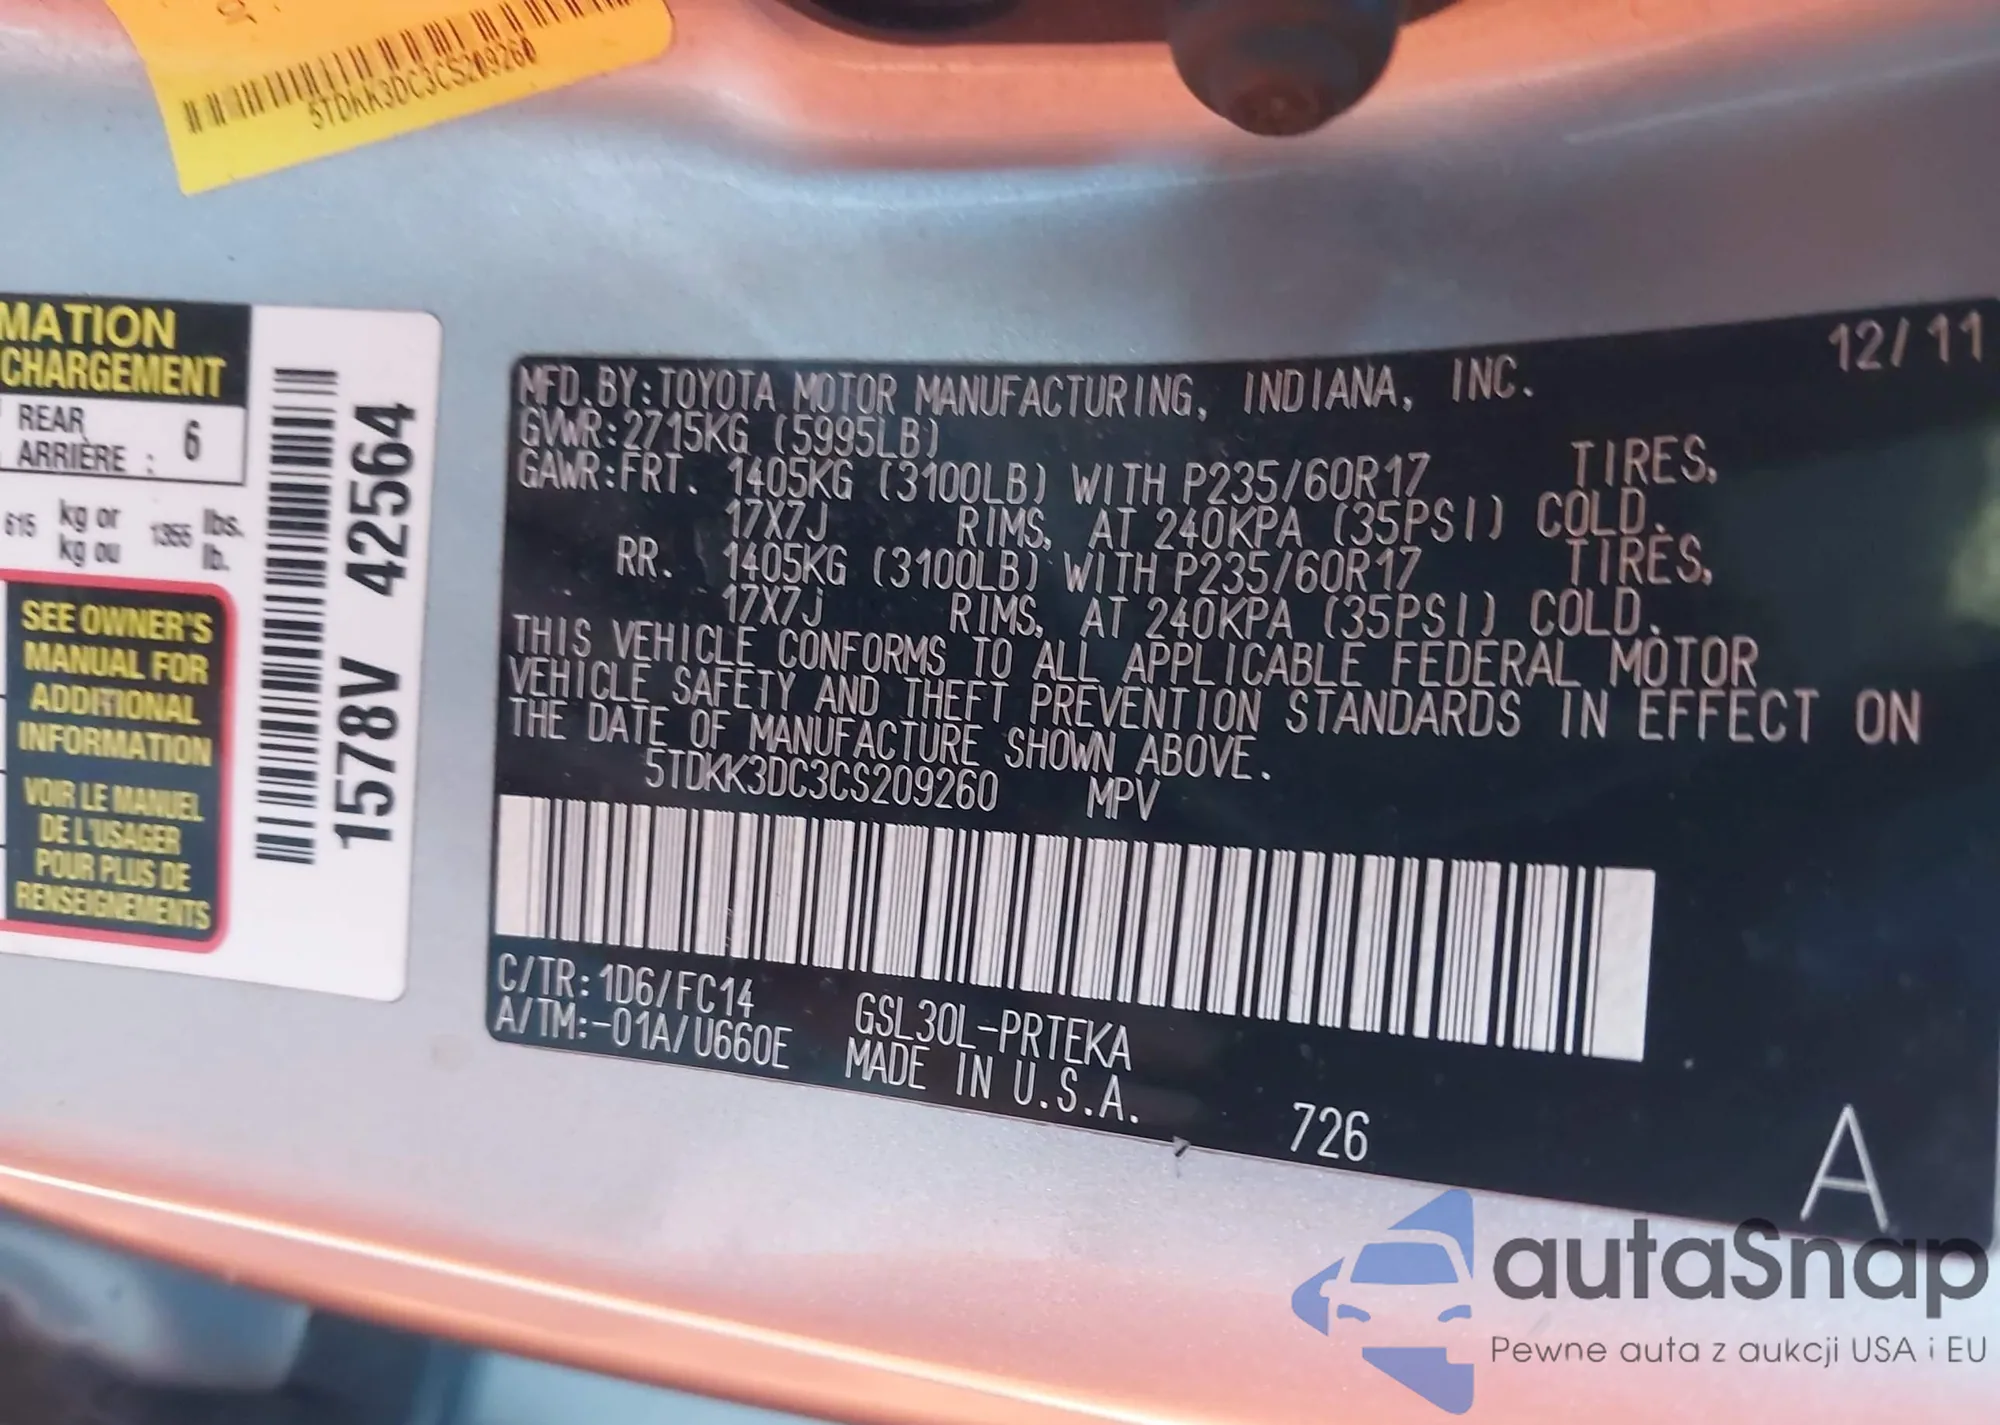 5TDKK3DC3CS209260
MATION
CHARGEMENT
REAR
ARRIÈRE : 6
615 kg or 1355 lbs.
kg ou lb.
SEE OWNER'S
MANUAL FOR
ADDITIONAL
INFORMATION
VOIR LE MANUEL
DE L'USAGER
POUR PLUS DE
RENSEIGNEMENTS
1578V 42564
12/11
MFD.BY:TOYOTA MOTOR MANUFACTURING, INDIANA, INC.
GVWR:2715KG (5995LB)
GAWR:FRT. 1405KG (3100LB) WITH P235/60R17 TIRES,
17X7J RIMS, AT 240KPA (35PSI) COLD.
RR. 1405KG (3100LB) WITH P235/60R17 TIRES,
17X7J RIMS, AT 240KPA (35PSI) COLD.
THIS VEHICLE CONFORMS TO ALL APPLICABLE FEDERAL MOTOR
VEHICLE SAFETY AND THEFT PREVENTION STANDARDS IN EFFECT ON
THE DATE OF MANUFACTURE SHOWN ABOVE.
5TDKK3DC3CS209260 MPV
C/TR:1D6/FC14 GSL30L-PRTEKA
A/TM:-01A/U660E MADE IN U.S.A.
726
A
autaSnap
Pewne auta z aukcji USA i EU